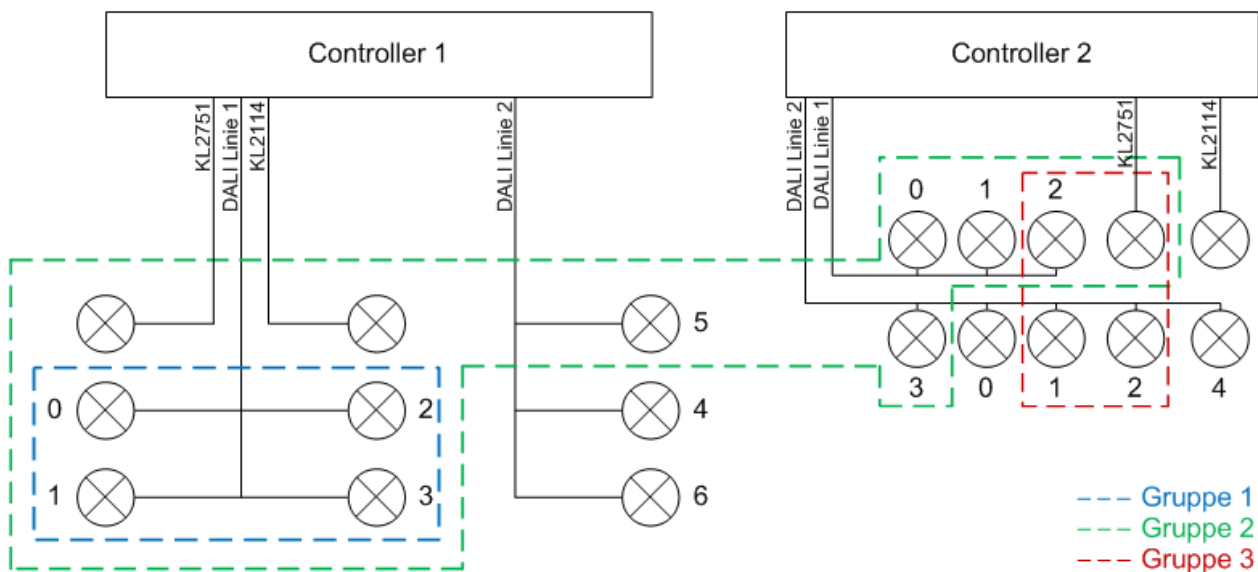 Controller 1
Controller 2
KL2751
DALI Linie 1
KL2114
DALI Linie 2
DALI Linie 2
DALI Linie 1
KL2751
KL2114
0 1 2
5
0 2 4
3 0 1 2 4
1 3 6
Gruppe 1
Gruppe 2
Gruppe 3